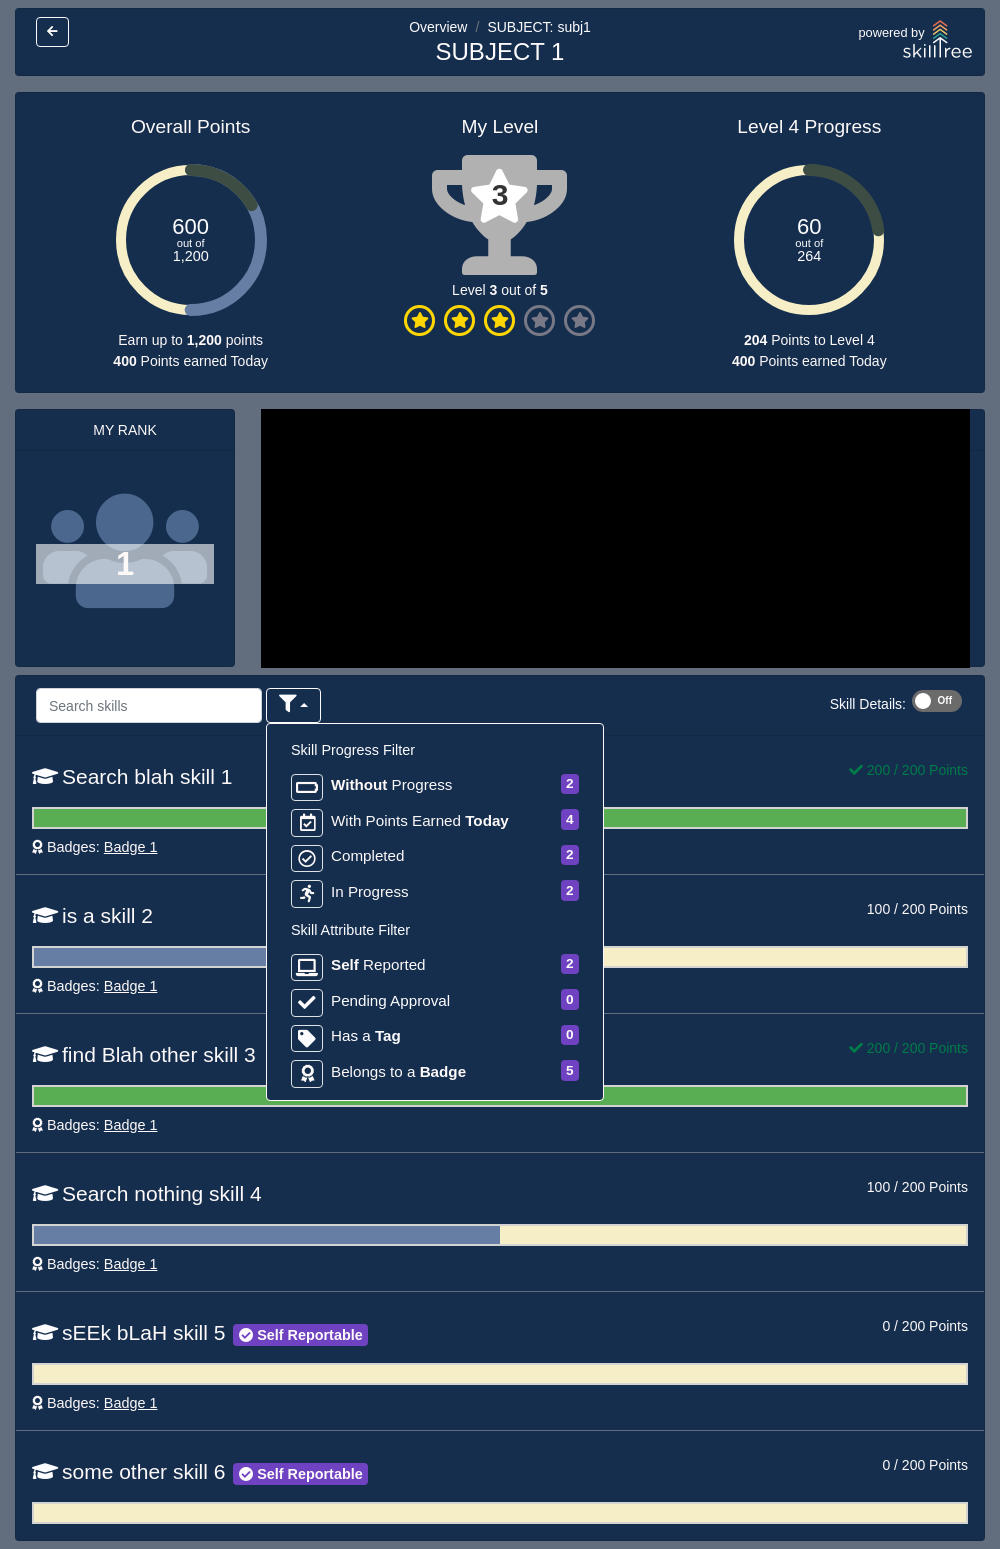 Overview / SUBJECT: subj1
SUBJECT 1
powered by
skilltree
Overall Points
600
out of
1,200
Earn up to 1,200 points
400 Points earned Today
My Level
3
Level 3 out of 5
Level 4 Progress
60
out of
264
204 Points to Level 4
400 Points earned Today
MY RANK
1
Search skills
Skill Details:
Off
Skill Progress Filter
Without Progress 2
With Points Earned Today 4
Completed 2
In Progress 2
Skill Attribute Filter
Self Reported 2
Pending Approval 0
Has a Tag 0
Belongs to a Badge 5
Search blah skill 1
200 / 200 Points
Badges: Badge 1
is a skill 2
100 / 200 Points
Badges: Badge 1
find Blah other skill 3
200 / 200 Points
Badges: Badge 1
Search nothing skill 4
100 / 200 Points
Badges: Badge 1
sEEk bLaH skill 5 Self Reportable
0 / 200 Points
Badges: Badge 1
some other skill 6 Self Reportable
0 / 200 Points